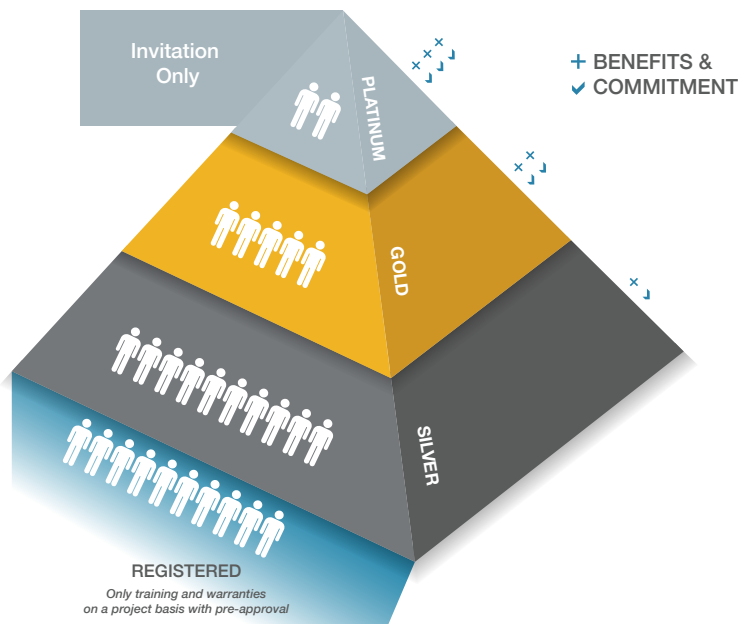 Invitation
Only
PLATINUM
+ BENEFITS &
COMMITMENT
GOLD
SILVER
REGISTERED
Only training and warranties
on a project basis with pre-approval